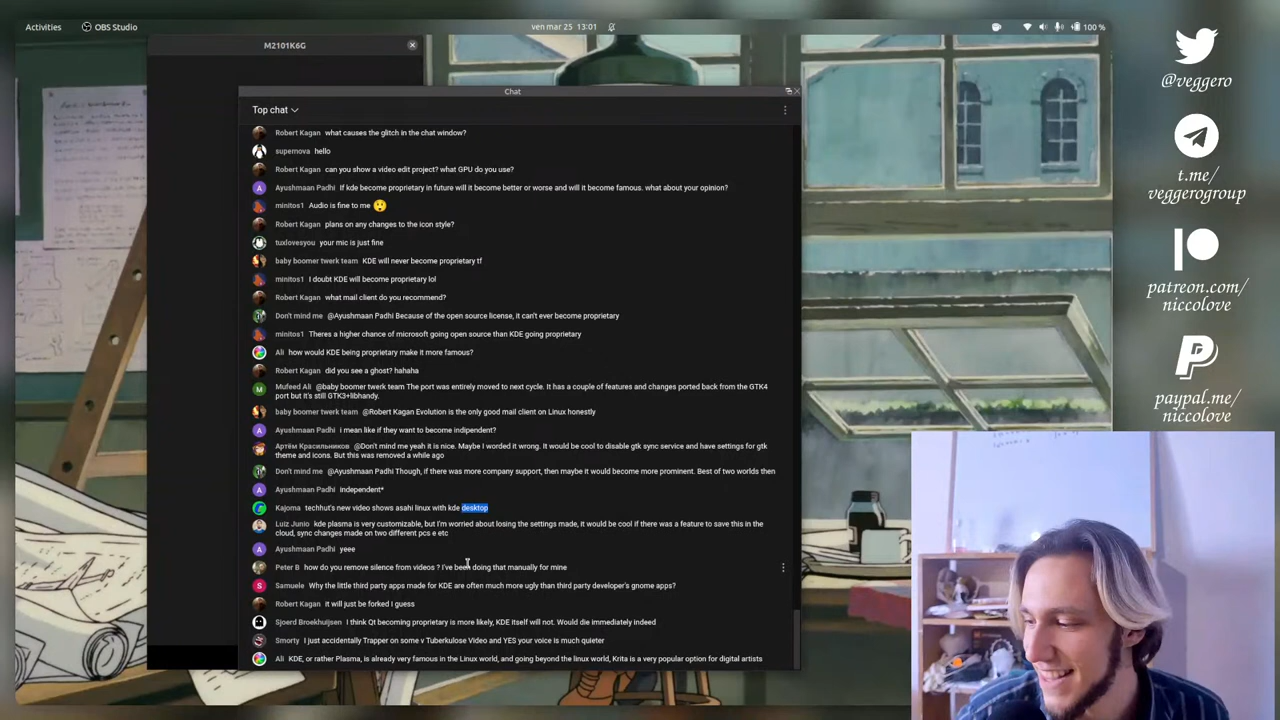 Activities
OBS Studio
ven mar 25 13:01
100 %
M2101K6G
Chat
Top chat
Robert Kagan what causes the glitch in the chat window?
supernova hello
Robert Kagan can you show a video edit project? what GPU do you use?
Ayushmaan Padhi If kde become proprietary in future will it become better or worse and will it become famous. what about your opinion?
minitos1 Audio is fine to me 😲
Robert Kagan plans on any changes to the icon style?
tuxlovesyou your mic is just fine
baby boomer twerk team KDE will never become proprietary tf
minitos1 I doubt KDE will become proprietary lol
Robert Kagan what mail client do you recommend?
Don't mind me @Ayushmaan Padhi Because of the open source license, it can't ever become proprietary
minitos1 Theres a higher chance of microsoft going open source than KDE going proprietary
Ali how would KDE being proprietary make it more famous?
Robert Kagan did you see a ghost? hahaha
M
Mufeed Ali @baby boomer twerk team The port was entirely moved to next cycle. It has a couple of features and changes ported back from the GTK4
port but it's still GTK3+libhandy.
baby boomer twerk team @Robert Kagan Evolution is the only good mail client on Linux honestly
A
Ayushmaan Padhi i mean like if they want to become indipendent?
Артём Красильников @Don't mind me yeah it is nice. Maybe I worded it wrong. It would be cool to disable gtk sync service and have settings for gtk
theme and icons. But this was removed a while ago
Don't mind me @Ayushmaan Padhi Though, if there was more company support, then maybe it would become more prominent. Best of two worlds then
A
Ayushmaan Padhi independent*
Kajoma techhut's new video shows asahi linux with kde desktop
Luiz Junio kde plasma is very customizable, but I'm worried about losing the settings made, it would be cool if there was a feature to save this in the
cloud, sync changes made on two different pcs e etc
A
Ayushmaan Padhi yeee
Peter B how do you remove silence from videos ? I've been doing that manually for mine
S
Samuele Why the little third party apps made for KDE are often much more ugly than third party developer's gnome apps?
Robert Kagan it will just be forked I guess
Sjoerd Broekhuijsen I think Qt becoming proprietary is more likely, KDE itself will not. Would die immediately indeed
Smorty I just accidentally Trapper on some v Tuberkulose Video and YES your voice is much quieter
Ali KDE, or rather Plasma, is already very famous in the Linux world, and going beyond the linux world, Krita is a very popular option for digital artists
@veggero
t.me/
veggerogroup
patreon.com/
niccolove
paypal.me/
niccolove